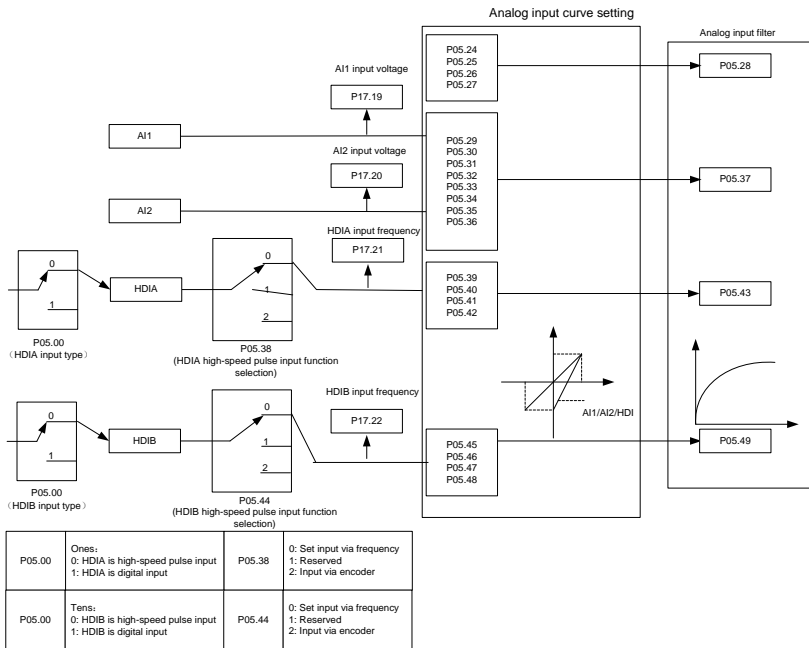 Analog input curve setting
Analog input filter
P05.24
P05.25
P05.26
P05.27
P05.28
AI1 input voltage
P17.19
AI1
AI2 input voltage
P17.20
AI2
P05.29
P05.30
P05.31
P05.32
P05.33
P05.34
P05.35
P05.36
P05.37
HDIA input frequency
P17.21
0
1
P05.00
（HDIA input type）
HDIA
0
1
2
P05.38
(HDIA high-speed pulse input function
selection)
P05.39
P05.40
P05.41
P05.42
P05.43
AI1/AI2/HDI
HDIB input frequency
P17.22
0
1
P05.00
（HDIB input type）
HDIB
0
1
2
P05.44
(HDIB high-speed pulse input function
selection)
P05.45
P05.46
P05.47
P05.48
P05.49
P05.00
Ones：
0: HDIA is high-speed pulse input
1: HDIA is digital input
P05.38
0: Set input via frequency
1: Reserved
2: Input via encoder
P05.00
Tens：
0: HDIB is high-speed pulse input
1: HDIB is digital input
P05.44
0: Set input via frequency
1: Reserved
2: Input via encoder